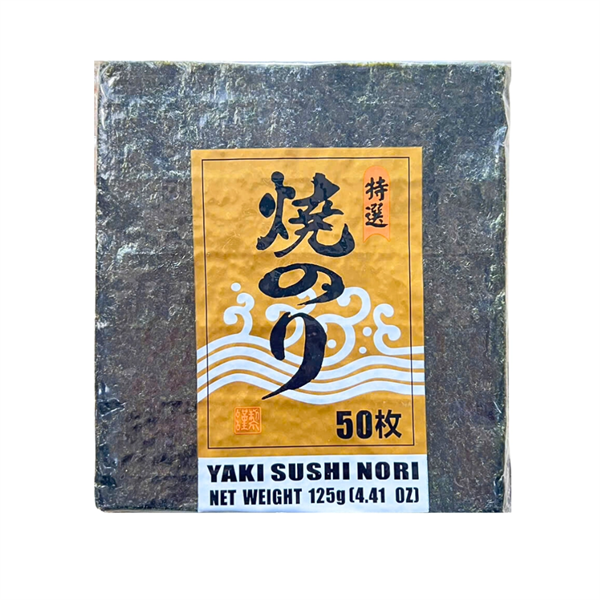 特選
焼のり
50枚
YAKI SUSHI NORI
NET WEIGHT 125g(4.41 OZ)